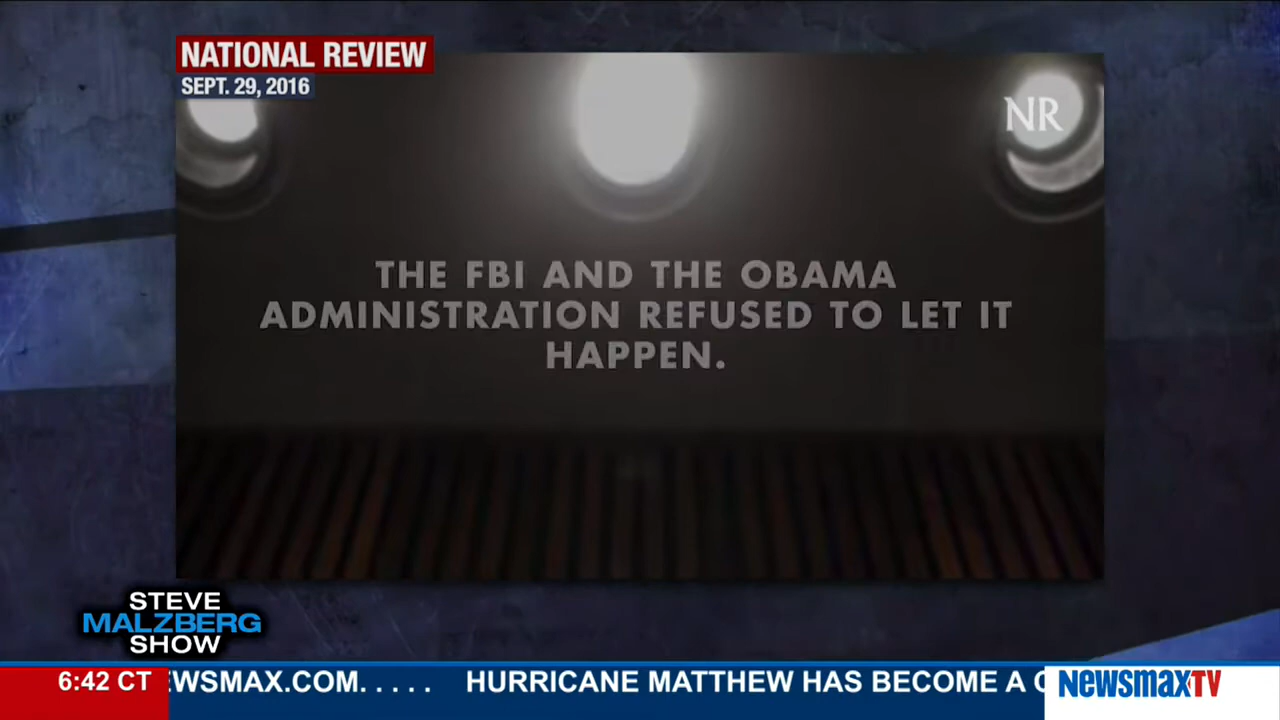 NATIONAL REVIEW
SEPT. 29, 2016
NR
THE FBI AND THE OBAMA
ADMINISTRATION REFUSED TO LET IT
HAPPEN.
STEVE
MALZBERG
SHOW
6:42 CT
EWSMAX.COM. . . . . HURRICANE MATTHEW HAS BECOME A
NEWSMAXTV